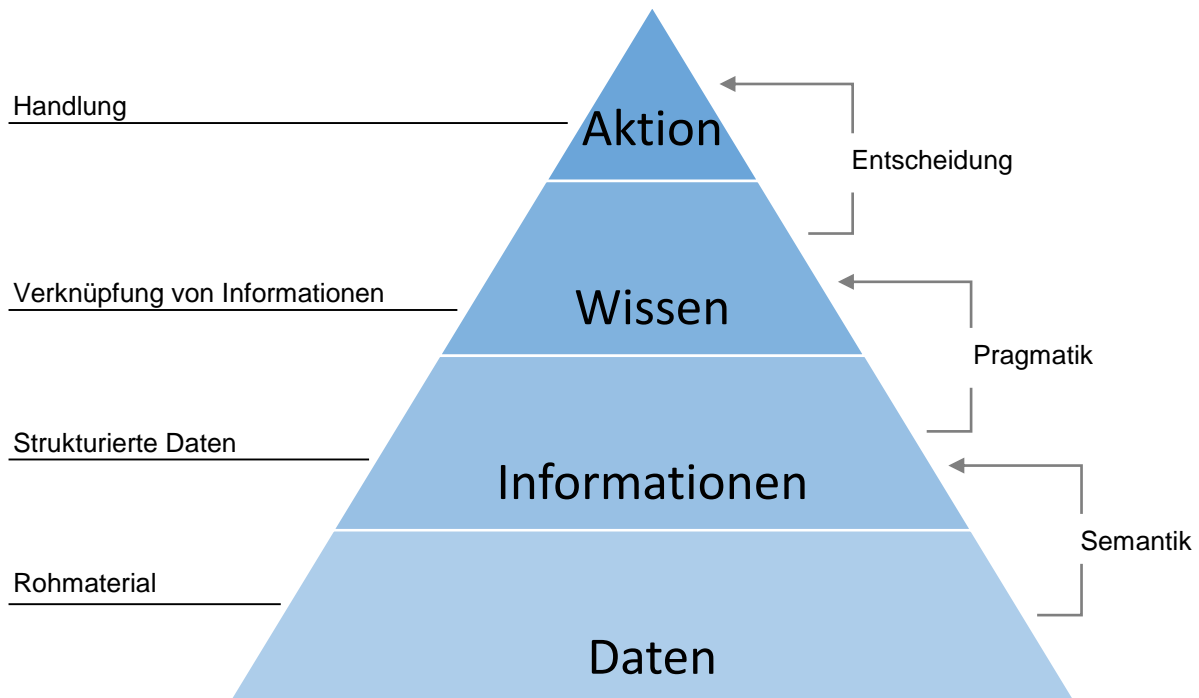 Handlung
Aktion
Entscheidung
Verknüpfung von Informationen
Wissen
Pragmatik
Strukturierte Daten
Informationen
Semantik
Rohmaterial
Daten